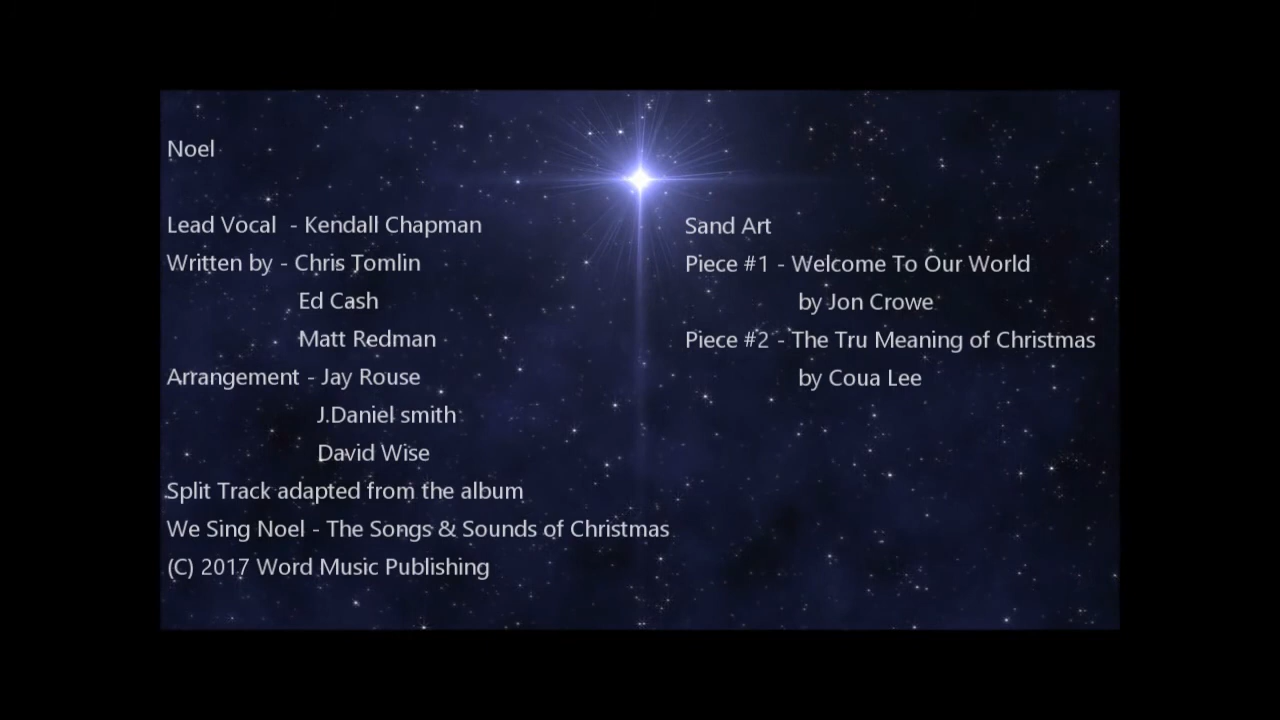 Noel
Lead Vocal  - Kendall Chapman
Written by - Chris Tomlin
Ed Cash
Matt Redman
Arrangement - Jay Rouse
J.Daniel smith
David Wise
Split Track adapted from the album
We Sing Noel - The Songs & Sounds of Christmas
(C) 2017 Word Music Publishing
Sand Art
Piece #1 - Welcome To Our World
by Jon Crowe
Piece #2 - The Tru Meaning of Christmas
by Coua Lee